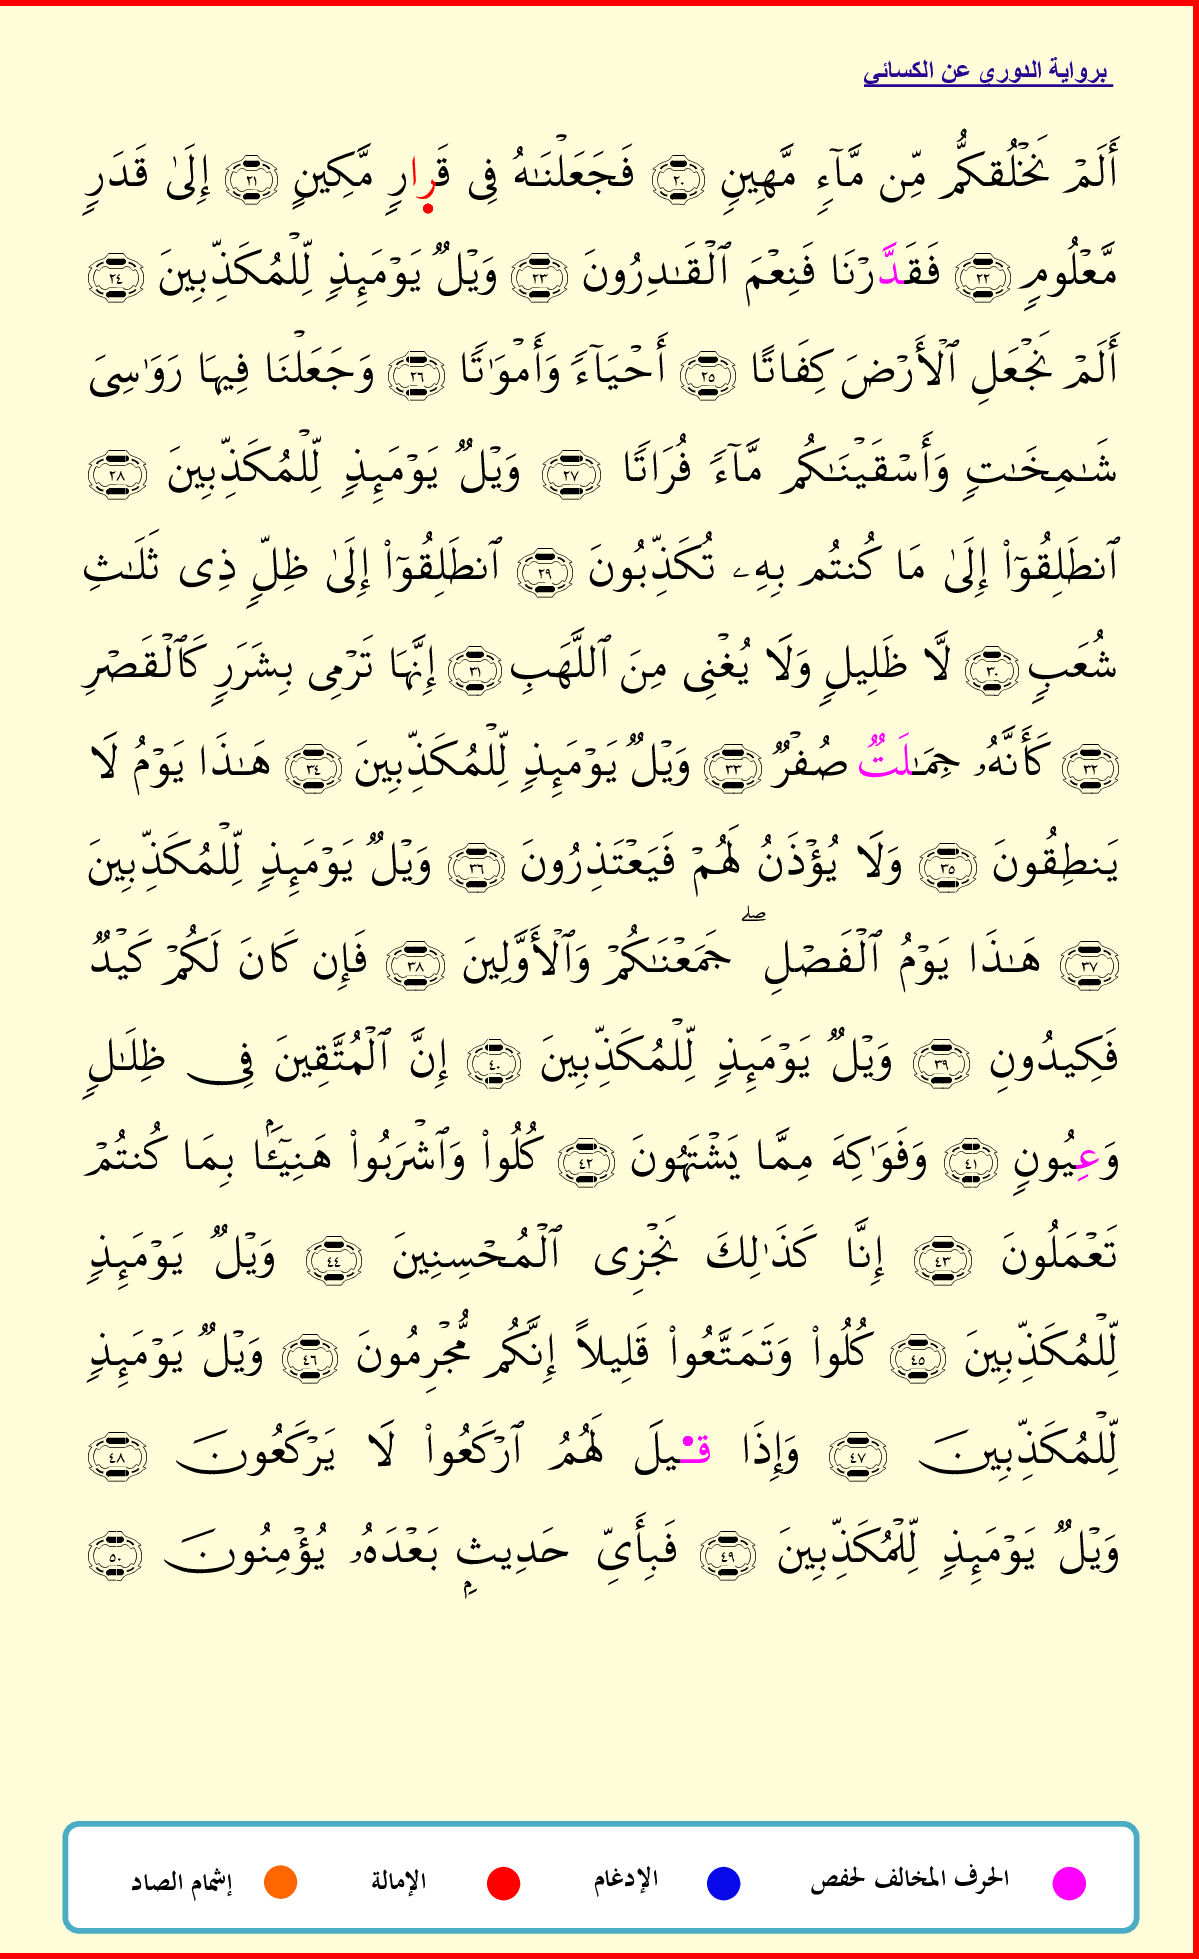 برواية الدوري عن الكسائي
أَلَمۡ نَخۡلُقكُّم مِّن مَّآءٖ مَّهِينٖ ٢٠ فَجَعَلۡنَٰهُ فِي قَرارٖ مَّكِينٍ ٢١ إِلَىٰ قَدَرٖ
مَّعۡلُومٖ ٢٢ فَقَدَّرۡنَا فَنِعۡمَ ٱلۡقَٰدِرُونَ ٢٣ وَيۡلٞ يَوۡمَئِذٖ لِّلۡمُكَذِّبِينَ ٢٤
أَلَمۡ نَجۡعَلِ ٱلۡأَرۡضَ كِفَاتًا ٢٥ أَحۡيَآءٗ وَأَمۡوَٰتٗا ٢٦ وَجَعَلۡنَا فِيهَا رَوَٰسِيَ
شَٰمِخَٰتٖ وَأَسۡقَيۡنَٰكُم مَّآءٗ فُرَاتٗا ٢٧ وَيۡلٞ يَوۡمَئِذٖ لِّلۡمُكَذِّبِينَ ٢٨
ٱنطَلِقُوٓاْ إِلَىٰ مَا كُنتُم بِهِۦ تُكَذِّبُونَ ٢٩ ٱنطَلِقُوٓاْ إِلَىٰ ظِلّٖ ذِي ثَلَٰثِ
شُعَبٖ ٣٠ لَّا ظَلِيلٖ وَلَا يُغۡنِي مِنَ ٱللَّهَبِ ٣١ إِنَّهَا تَرۡمِي بِشَرَرٖ كَٱلۡقَصۡرِ
٣٢ كَأَنَّهُۥ جِمَٰلَتٞ صُفۡرٞ ٣٣ وَيۡلٞ يَوۡمَئِذٖ لِّلۡمُكَذِّبِينَ ٣٤ هَٰذَا يَوۡمُ لَا
يَنطِقُونَ ٣٥ وَلَا يُؤۡذَنُ لَهُمۡ فَيَعۡتَذِرُونَ ٣٦ وَيۡلٞ يَوۡمَئِذٖ لِّلۡمُكَذِّبِينَ
٣٧ هَٰذَا يَوۡمُ ٱلۡفَصۡلِۖ جَمَعۡنَٰكُمۡ وَٱلۡأَوَّلِينَ ٣٨ فَإِن كَانَ لَكُمۡ كَيۡدٞ
فَكِيدُونِ ٣٩ وَيۡلٞ يَوۡمَئِذٖ لِّلۡمُكَذِّبِينَ ٤٠ إِنَّ ٱلۡمُتَّقِينَ فِي ظِلَٰلٖ
وَعِيُونٖ ٤١ وَفَوَٰكِهَ مِمَّا يَشۡتَهُونَ ٤٢ كُلُواْ وَٱشۡرَبُواْ هَنِيٓـَٔۢا بِمَا كُنتُمۡ
تَعۡمَلُونَ ٤٣ إِنَّا كَذَٰلِكَ نَجۡزِي ٱلۡمُحۡسِنِينَ ٤٤ وَيۡلٞ يَوۡمَئِذٖ
لِّلۡمُكَذِّبِينَ ٤٥ كُلُواْ وَتَمَتَّعُواْ قَلِيلًا إِنَّكُم مُّجۡرِمُونَ ٤٦ وَيۡلٞ يَوۡمَئِذٖ
لِّلۡمُكَذِّبِينَ ٤٧ وَإِذَا قيلَ لَهُمُ ٱرۡكَعُواْ لَا يَرۡكَعُونَ ٤٨
وَيۡلٞ يَوۡمَئِذٖ لِّلۡمُكَذِّبِينَ ٤٩ فَبِأَيِّ حَدِيثِۭ بَعۡدَهُۥ يُؤۡمِنُونَ ٥٠
الحرف المخالف لحفص الإدغام الإمالة إشمام الصاد